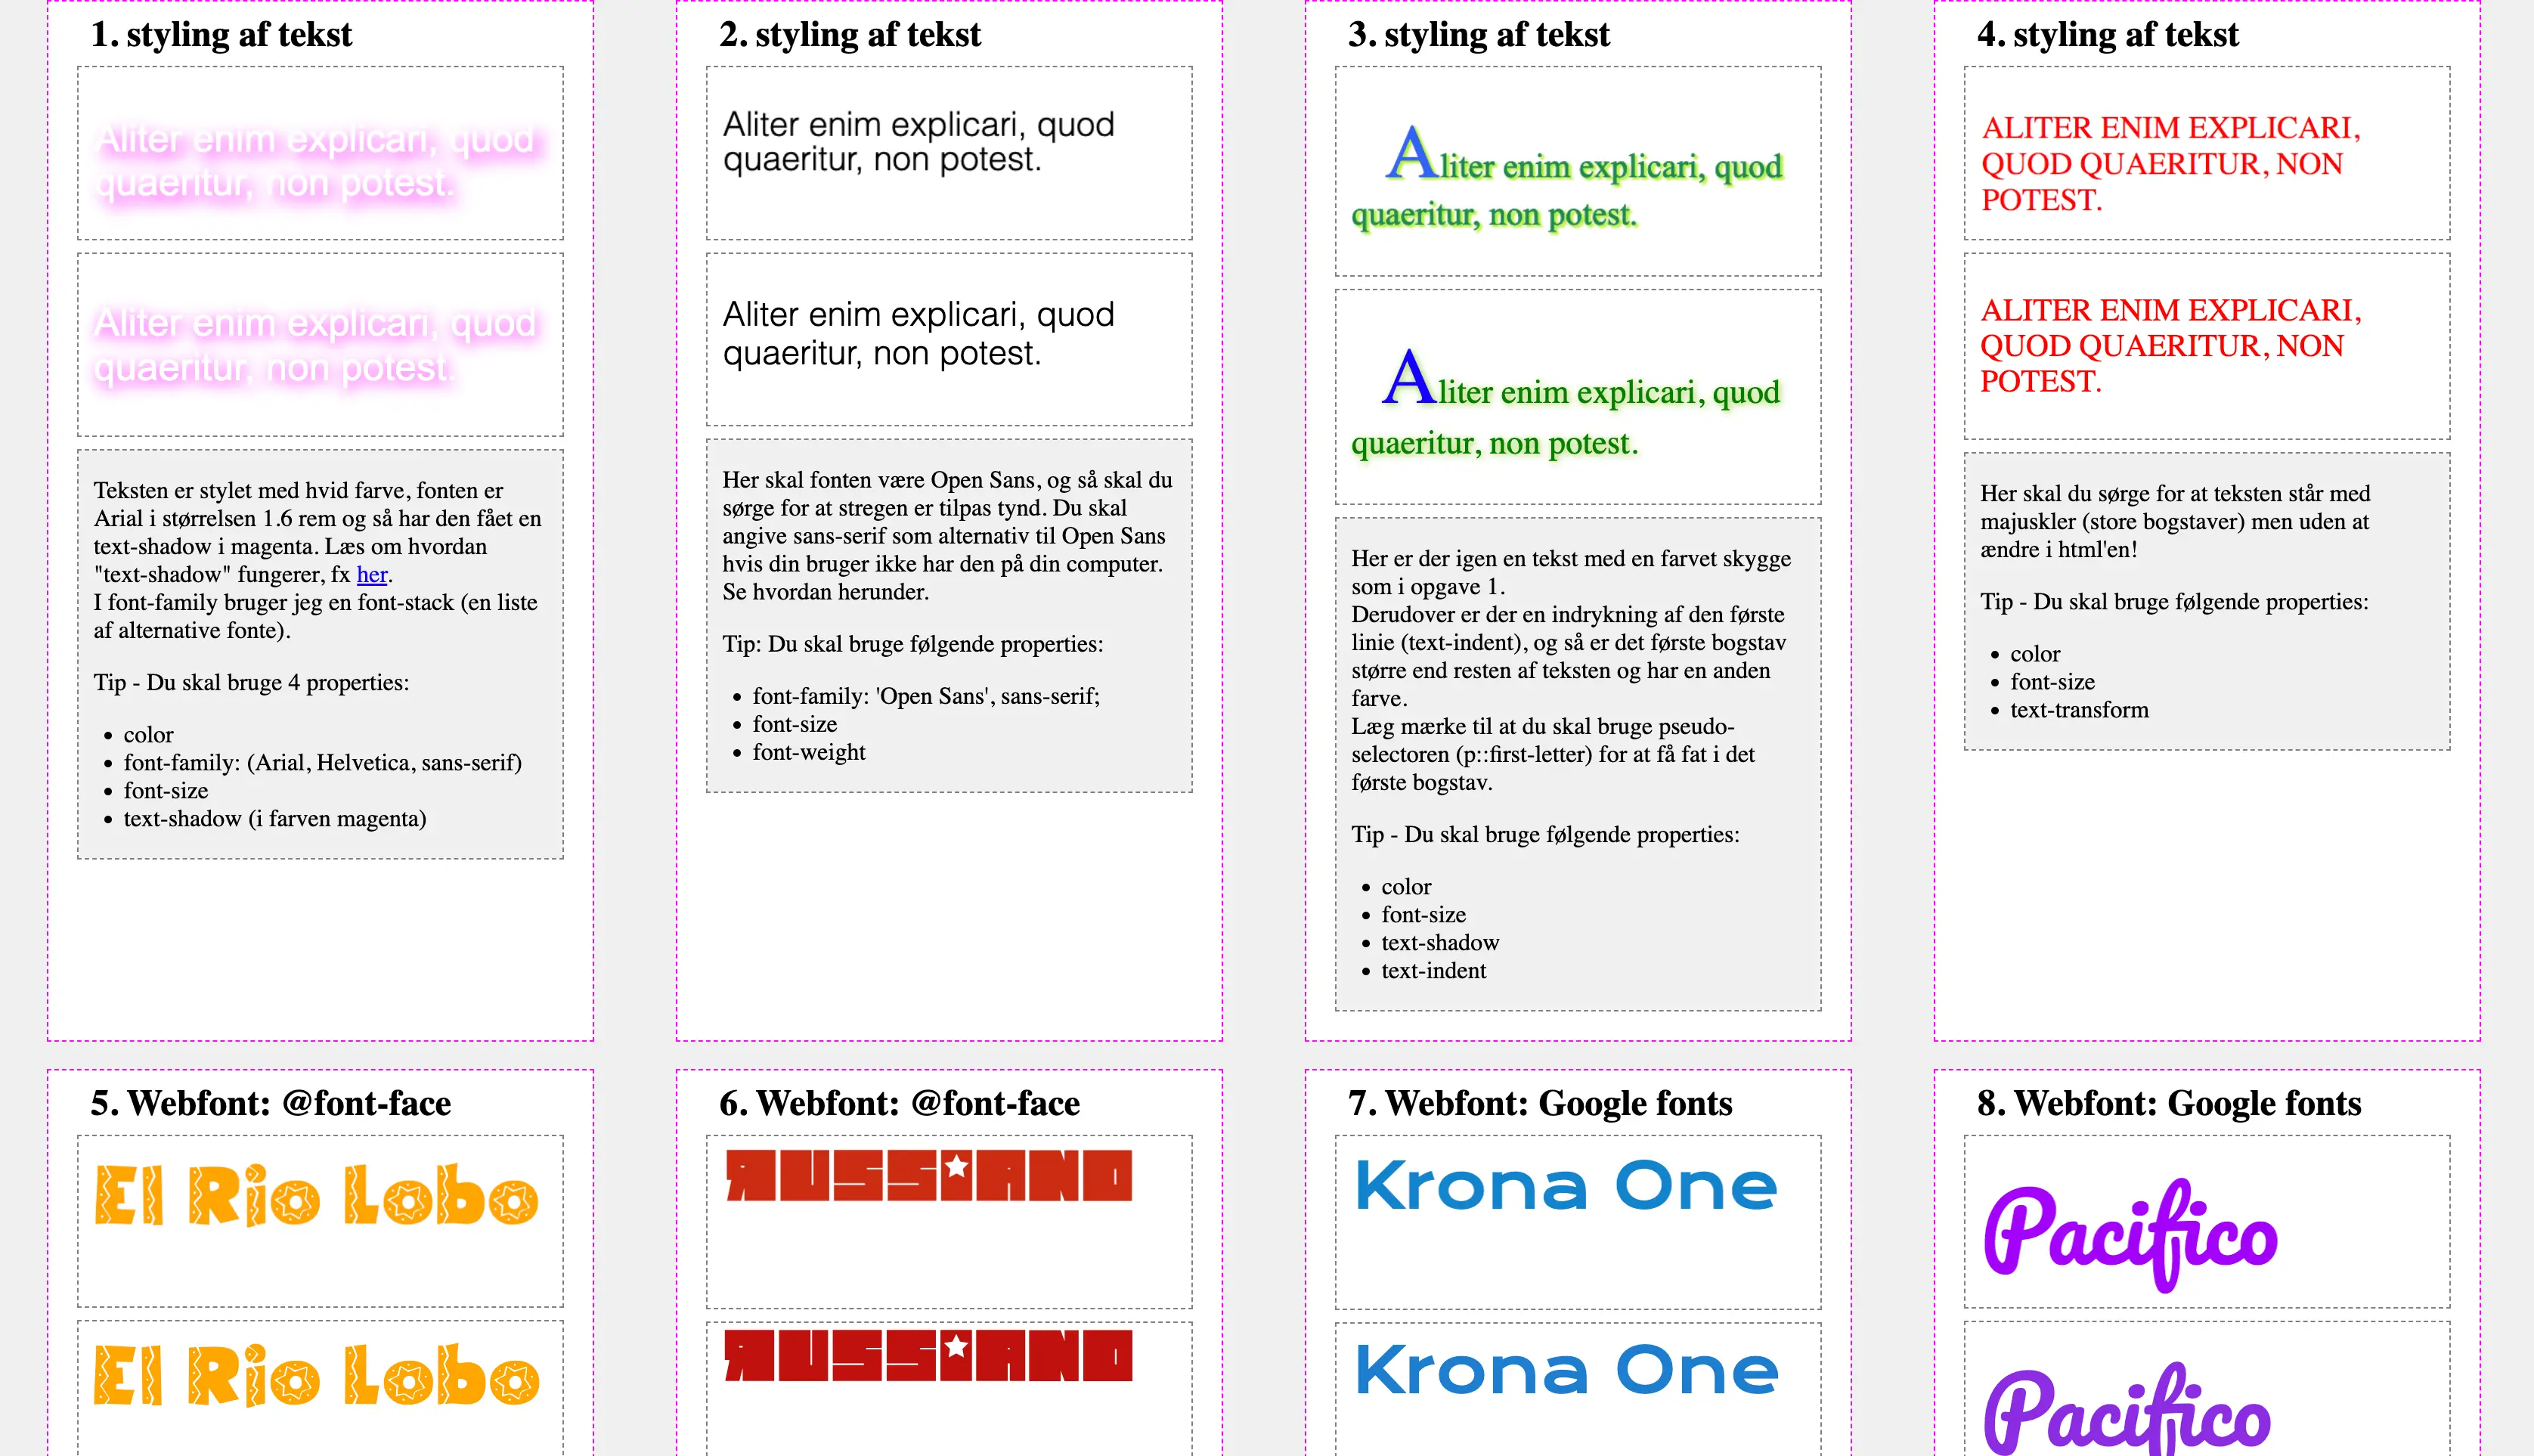 1. styling af tekst
Aliter enim explicari, quod
quaeritur, non potest.
Aliter enim explicari, quod
quaeritur, non potest.
Teksten er stylet med hvid farve, fonten er
Arial i størrelsen 1.6 rem og så har den fået en
text-shadow i magenta. Læs om hvordan
"text-shadow" fungerer, fx her.
I font-family bruger jeg en font-stack (en liste
af alternative fonte).
Tip - Du skal bruge 4 properties:
• color
• font-family: (Arial, Helvetica, sans-serif)
• font-size
• text-shadow (i farven magenta)
2. styling af tekst
Aliter enim explicari, quod
quaeritur, non potest.
Aliter enim explicari, quod
quaeritur, non potest.
Her skal fonten være Open Sans, og så skal du
sørge for at stregen er tilpas tynd. Du skal
angive sans-serif som alternativ til Open Sans
hvis din bruger ikke har den på din computer.
Se hvordan herunder.
Tip: Du skal bruge følgende properties:
• font-family: 'Open Sans', sans-serif;
• font-size
• font-weight
3. styling af tekst
Aliter enim explicari, quod
quaeritur, non potest.
Aliter enim explicari, quod
quaeritur, non potest.
Her er der igen en tekst med en farvet skygge
som i opgave 1.
Derudover er der en indrykning af den første
linie (text-indent), og så er det første bogstav
større end resten af teksten og har en anden
farve.
Læg mærke til at du skal bruge pseudo-
selectoren (p::first-letter) for at få fat i det
første bogstav.
Tip - Du skal bruge følgende properties:
• color
• font-size
• text-shadow
• text-indent
4. styling af tekst
ALITER ENIM EXPLICARI,
QUOD QUAERITUR, NON
POTEST.
ALITER ENIM EXPLICARI,
QUOD QUAERITUR, NON
POTEST.
Her skal du sørge for at teksten står med
majuskler (store bogstaver) men uden at
ændre i html'en!
Tip - Du skal bruge følgende properties:
• color
• font-size
• text-transform
5. Webfont: @font-face
El Rio Lobo
El Rio Lobo
6. Webfont: @font-face
RUSSIANO
RUSSIANO
7. Webfont: Google fonts
Krona One
Krona One
8. Webfont: Google fonts
Pacifico
Pacifico